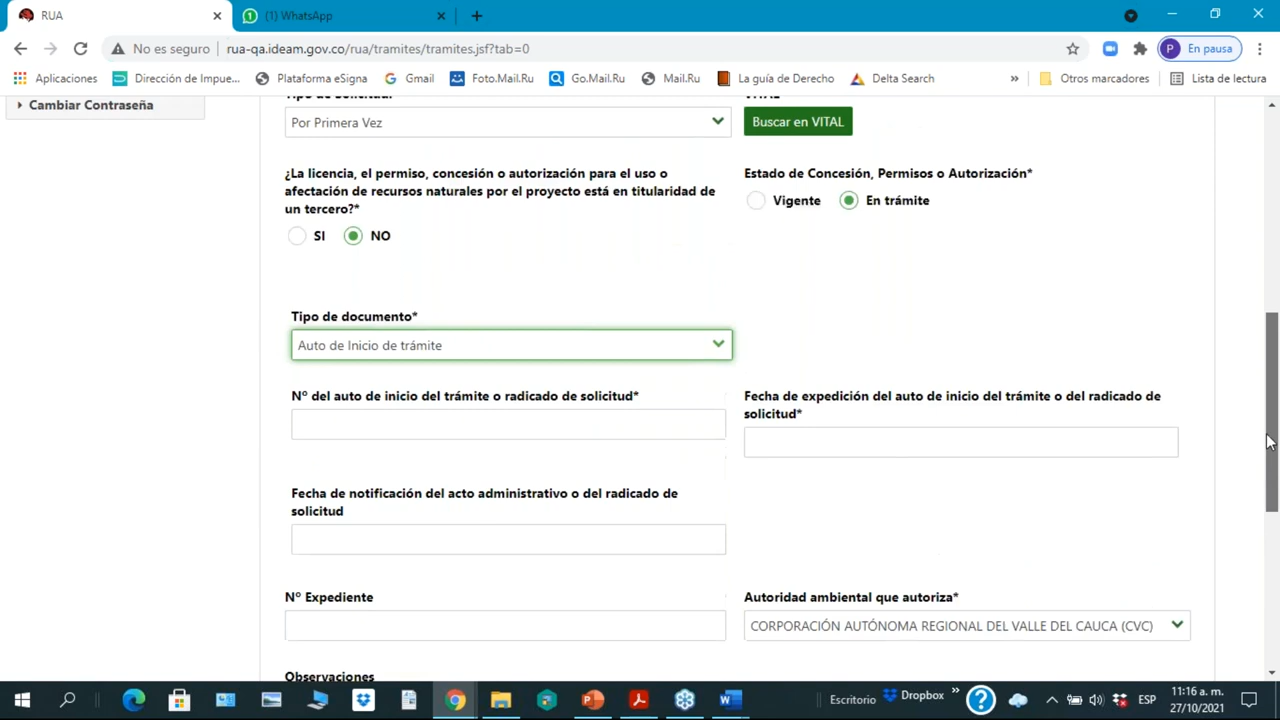 RUA
(1) WhatsApp
No es seguro
rua-qa.ideam.gov.co/rua/tramites/tramites.jsf?tab=0
P En pausa
Aplicaciones
Dirección de Impue...
Plataforma eSigna
Gmail
Foto.Mail.Ru
Go.Mail.Ru
Mail.Ru
La guía de Derecho
Delta Search
»
Otros marcadores
Lista de lectura
Cambiar Contraseña
Tipo de Solicitud
VITAL
Por Primera Vez
Buscar en VITAL
¿La licencia, el permiso, concesión o autorización para el uso o
afectación de recursos naturales por el proyecto está en titularidad de
un tercero?*
SI
NO
Estado de Concesión, Permisos o Autorización*
Vigente
En trámite
Tipo de documento*
Auto de Inicio de trámite
Nº del auto de inicio del trámite o radicado de solicitud*
Fecha de expedición del auto de inicio del trámite o del radicado de
solicitud*
Fecha de notificación del acto administrativo o del radicado de
solicitud
Nº Expediente
Autoridad ambiental que autoriza*
CORPORACIÓN AUTÓNOMA REGIONAL DEL VALLE DEL CAUCA (CVC)
Observaciones
Escritorio
Dropbox
»
ESP
11:16 a. m.
27/10/2021